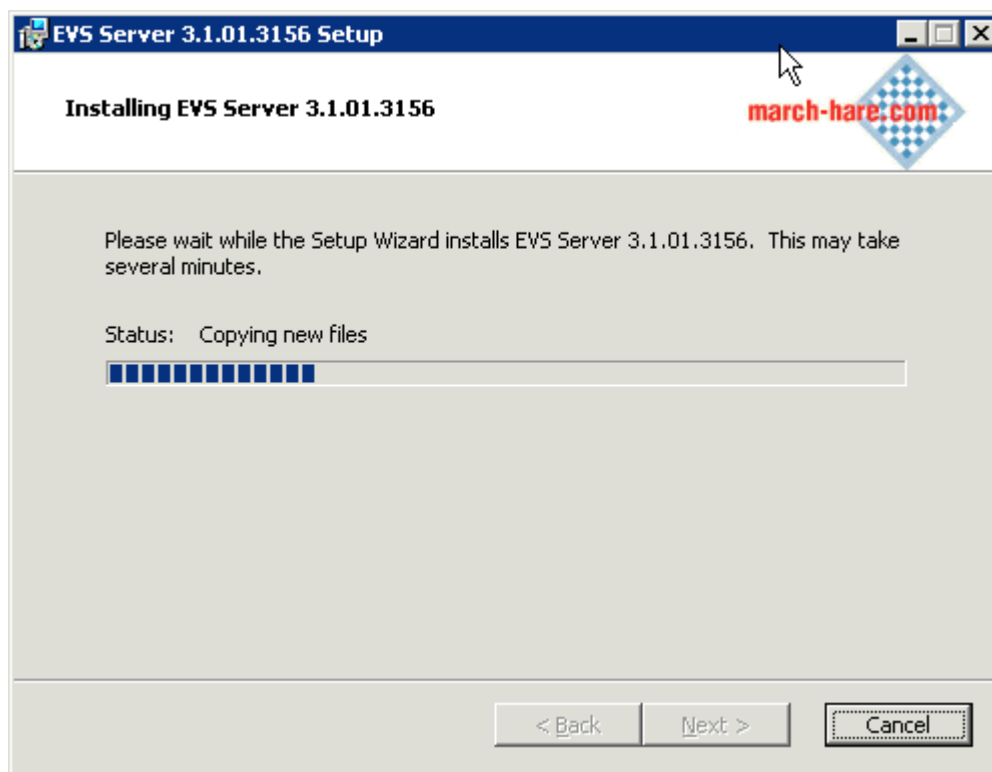 EVS Server 3.1.01.3156 Setup
Installing EVS Server 3.1.01.3156
march-hare.com
Please wait while the Setup Wizard installs EVS Server 3.1.01.3156. This may take
several minutes.
Status: Copying new files
< Back Next > Cancel